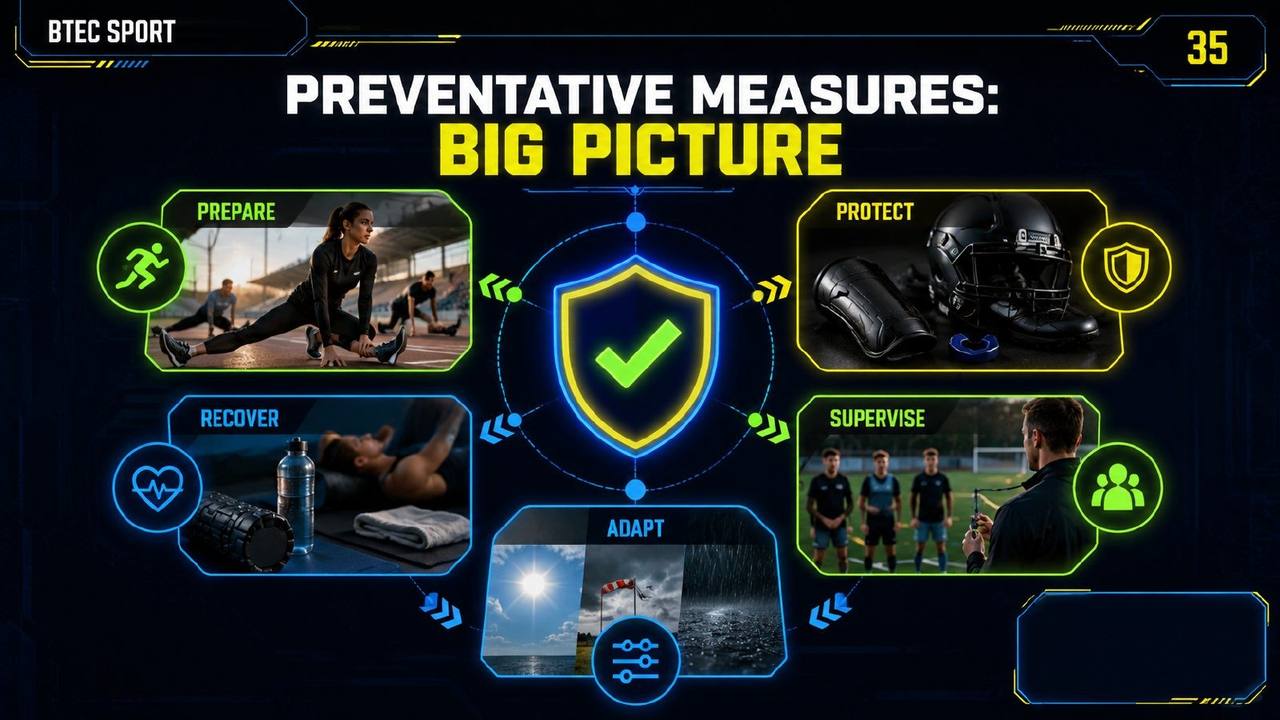 BTEC SPORT
35
PREVENTATIVE MEASURES:
BIG PICTURE
PREPARE
PROTECT
RECOVER
SUPERVISE
ADAPT